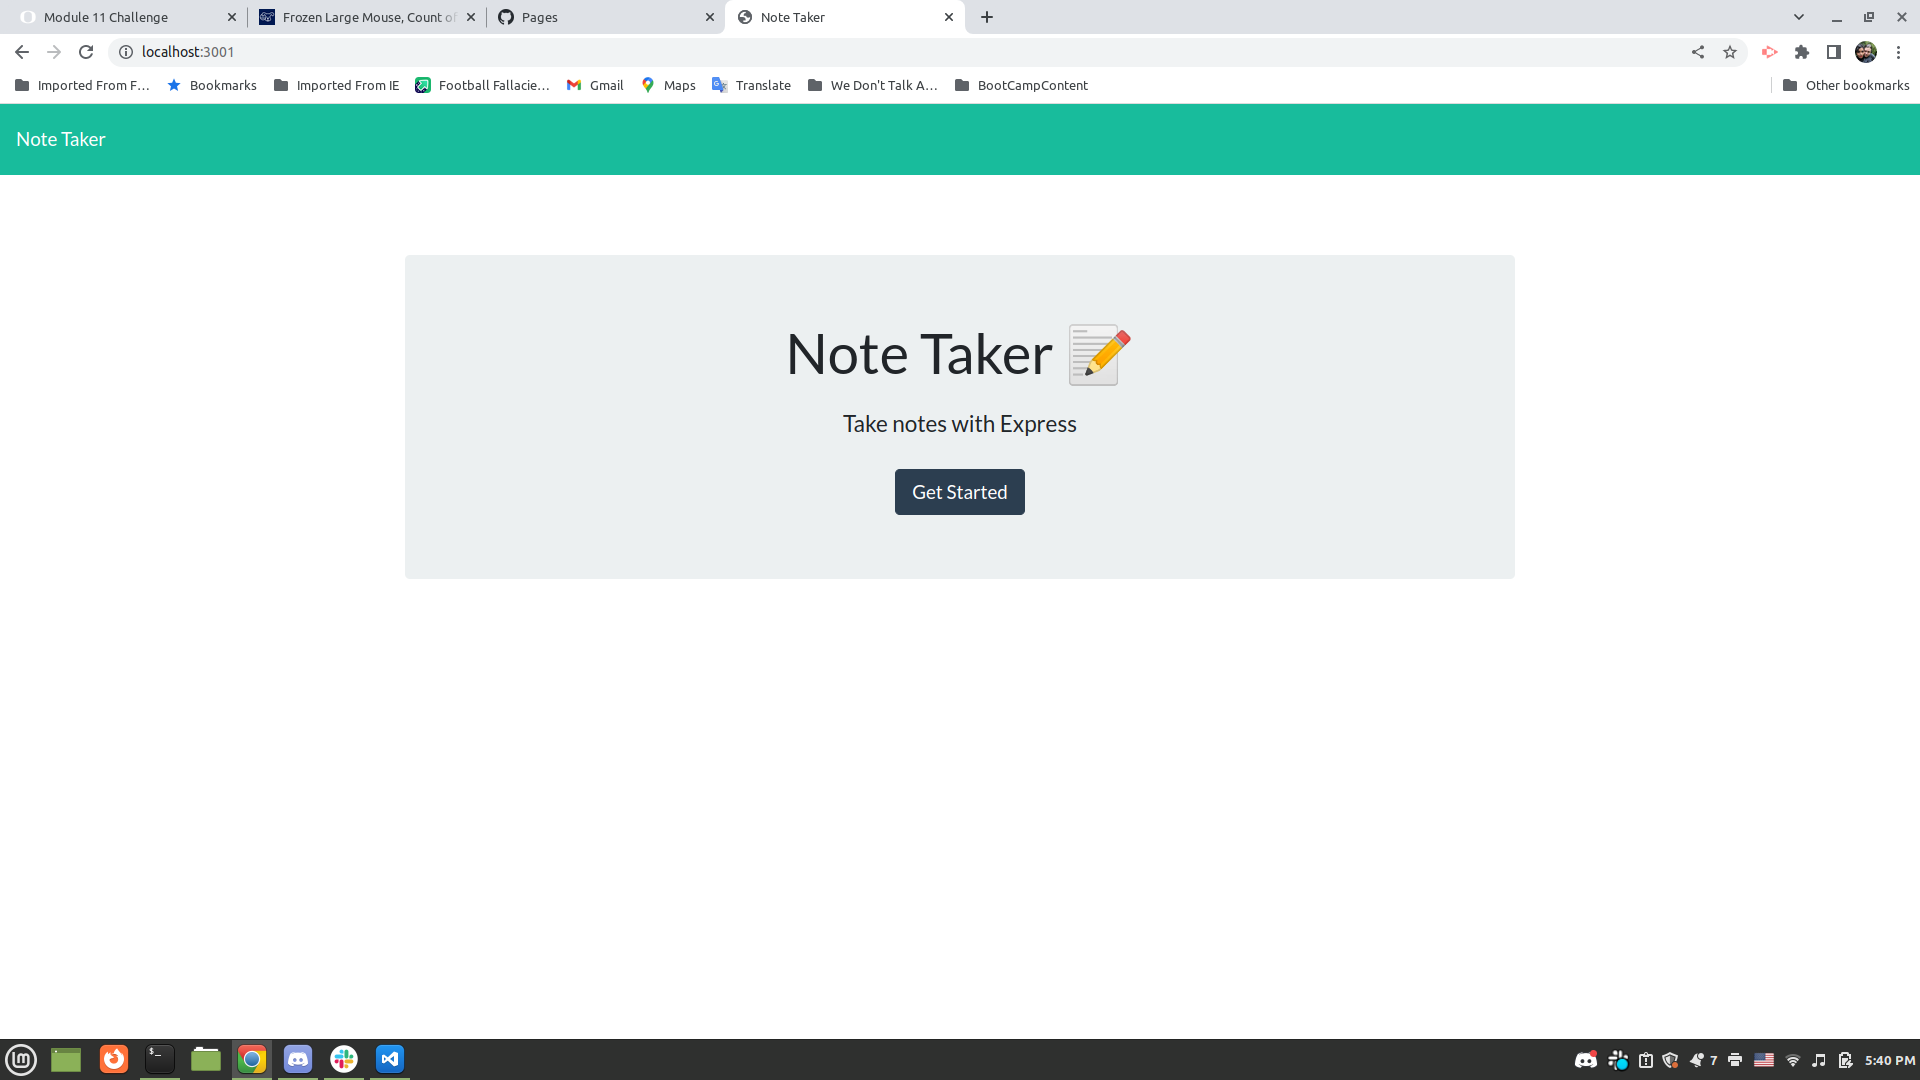 Module 11 Challenge
Frozen Large Mouse, Count of
Pages
Note Taker
localhost:3001
Imported From F...
Bookmarks
Imported From IE
Football Fallacie...
Gmail
Maps
Translate
We Don't Talk A...
BootCampContent
Other bookmarks
Note Taker
Note Taker
Take notes with Express
Get Started
7
5:40 PM